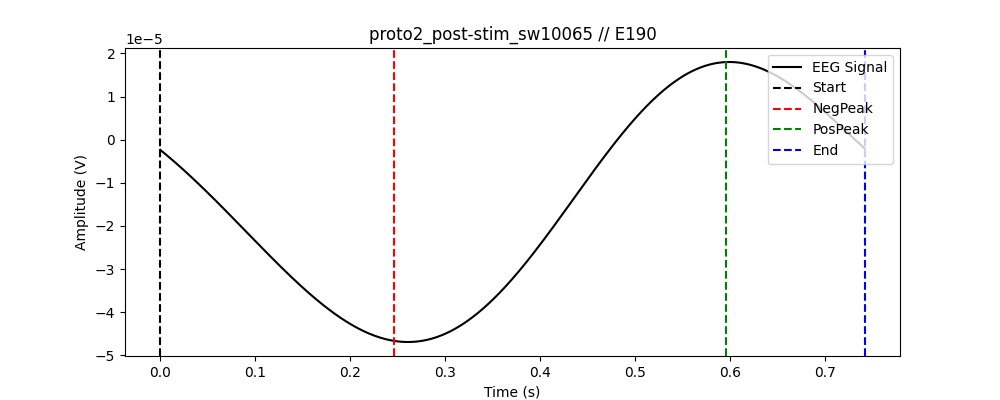 proto2_post-stim_sw10065 // E190
1e−5
2
1
0
−1
−2
−3
−4
−5
Amplitude (V)
EEG Signal
Start
NegPeak
PosPeak
End
0.0 0.1 0.2 0.3 0.4 0.5 0.6 0.7
Time (s)